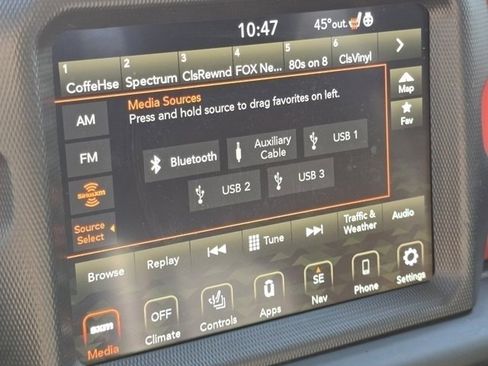 10:47
45°out.
1 2 3 4 5 6
CoffeHse Spectrum ClsRewnd FOX Ne... 80s on 8 ClsVinyl
Media Sources
Press and hold source to drag favorites on left.
Map
Fav
AM
FM
SiriusXM
Source
Select
Bluetooth
Auxiliary
Cable
USB 1
USB 2
USB 3
Browse Replay Tune Traffic &
Weather Audio
sxm
Media
OFF
Climate
Controls
Apps
SE
Nav
Phone
Settings